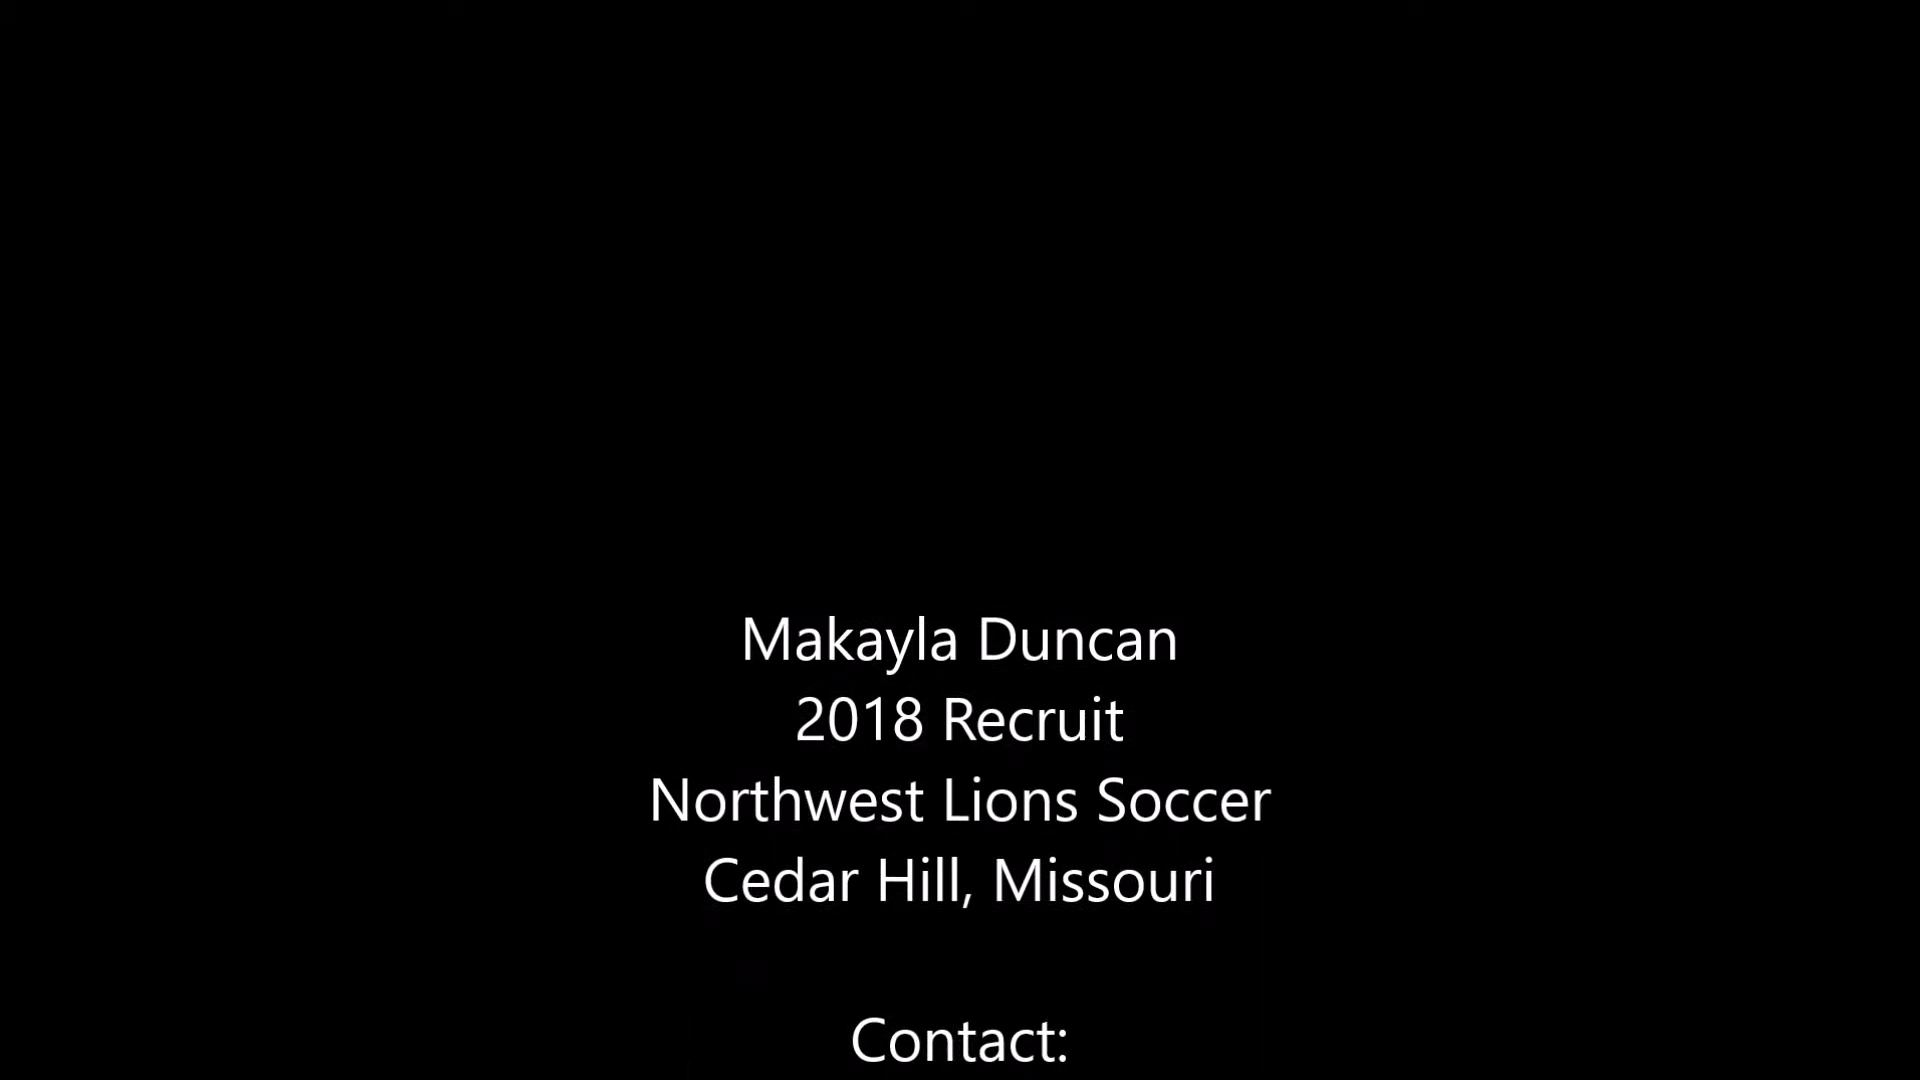 Makayla Duncan
2018 Recruit
Northwest Lions Soccer
Cedar Hill, Missouri
Contact: